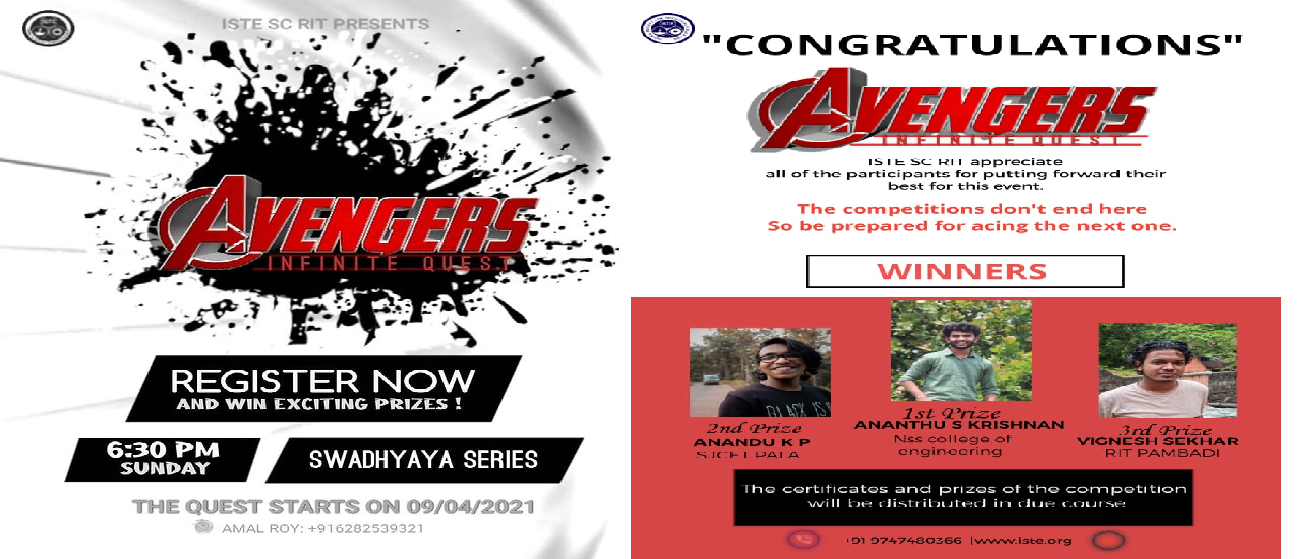 ISTE SC RIT PRESENTS
AVENGERS
INFINITE QUEST
REGISTER NOW
AND WIN EXCITING PRIZES !
6:30 PM
SUNDAY
SWADHYAYA SERIES
THE QUEST STARTS ON 09/04/2021
AMAL ROY: +916282539321
ISTE
"CONGRATULATIONS"
AVENGERS
INFINITE QUEST
ISTE SC RIT appreciate
all of the participants for putting forward their
best for this event.
The competitions don't end here
So be prepared for acing the next one.
WINNERS
BLACK IS
1st Prize
ANANTHU S KRISHNAN
Nss college of
engineering
2nd Prize
ANANDU K P
SJCET PALA
3rd Prize
VIGNESH SEKHAR
RIT PAMBADI
The certificates and prizes of the competition
will be distributed in due course
+91 9747480366 |www.iste.org